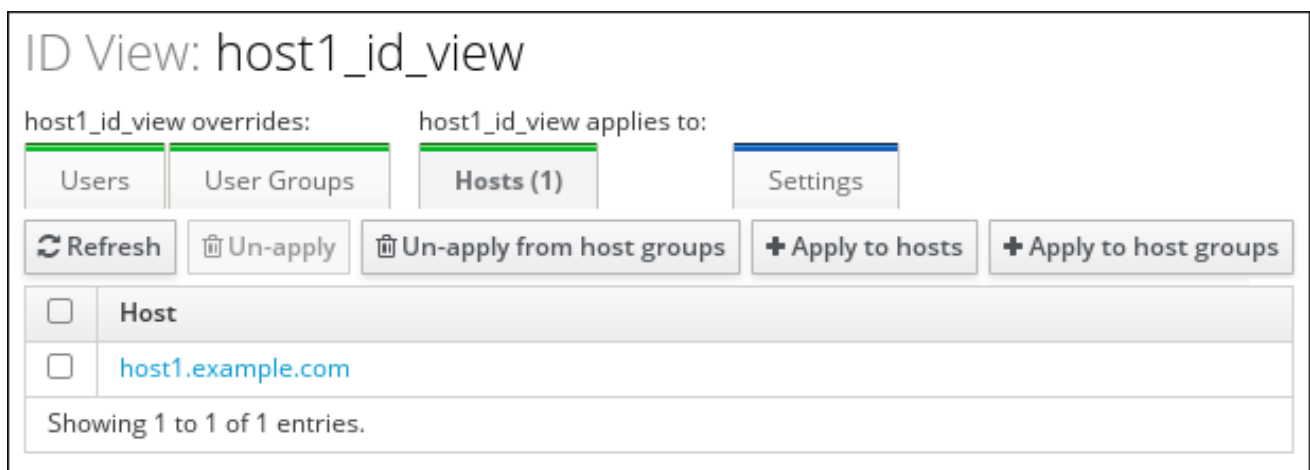 ID View: host1_id_view
host1_id_view overrides: host1_id_view applies to:
Users User Groups Hosts (1) Settings
Refresh Un-apply Un-apply from host groups Apply to hosts Apply to host groups
Host
host1.example.com
Showing 1 to 1 of 1 entries.